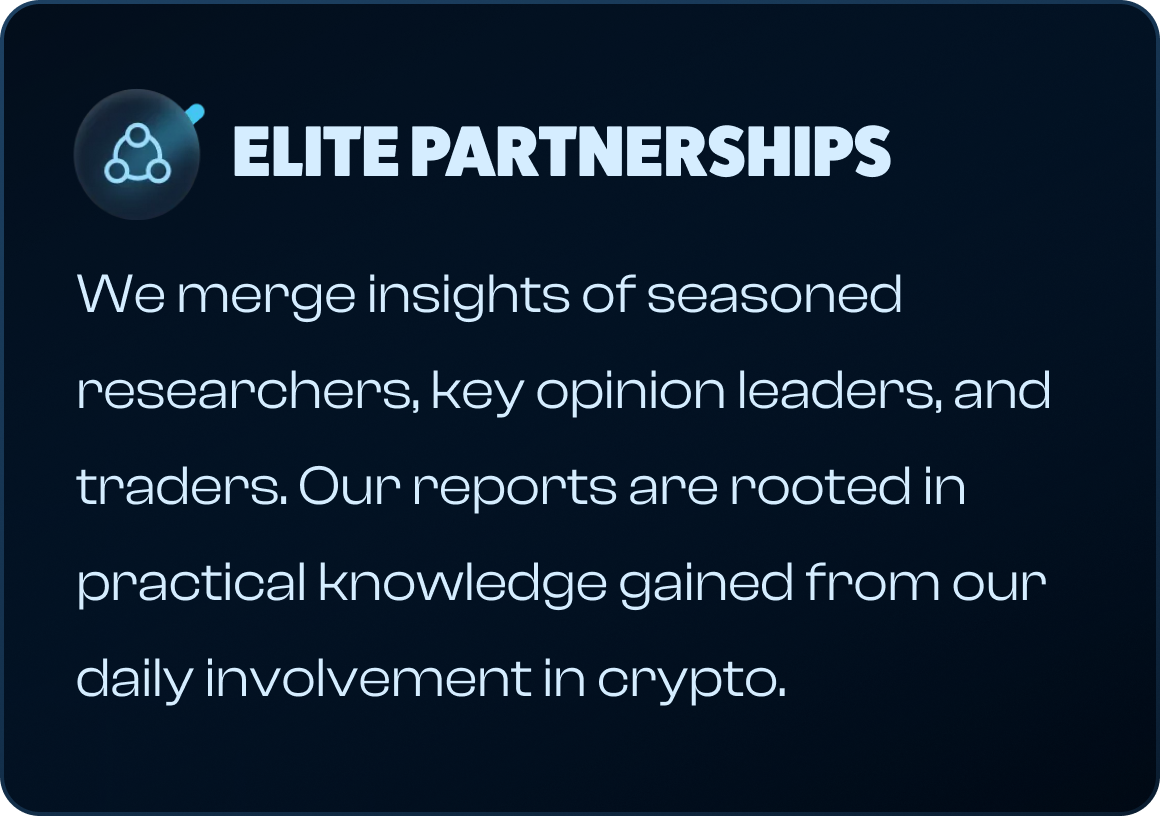 ELITE PARTNERSHIPS
We merge insights of seasoned
researchers, key opinion leaders, and
traders. Our reports are rooted in
practical knowledge gained from our
daily involvement in crypto.